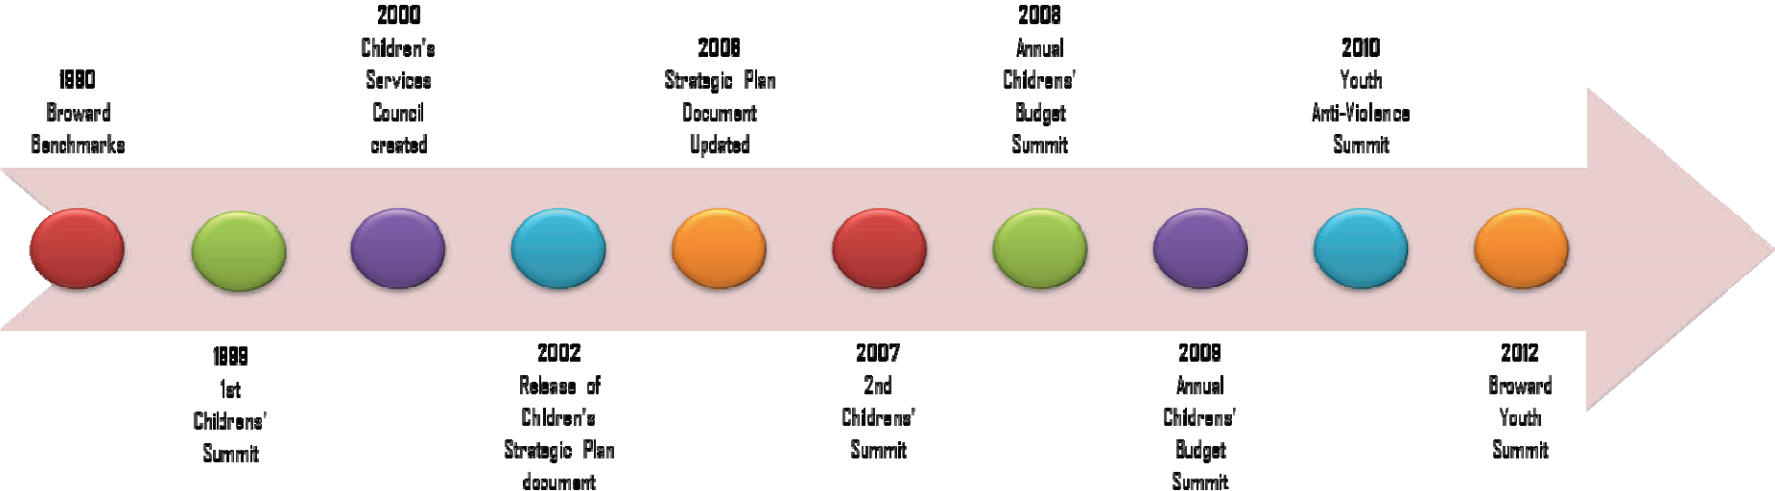 1990
Broward
Benchmarks
1999
1st
Childrens'
Summit
2000
Children's
Services
Council
created
2002
Release of
Children's
Strategic Plan
document
2006
Strategic Plan
Document
Updated
2007
2nd
Childrens'
Summit
2008
Annual
Childrens'
Budget
Summit
2009
Annual
Childrens'
Budget
Summit
2010
Youth
Anti-Violence
Summit
2012
Broward
Youth
Summit